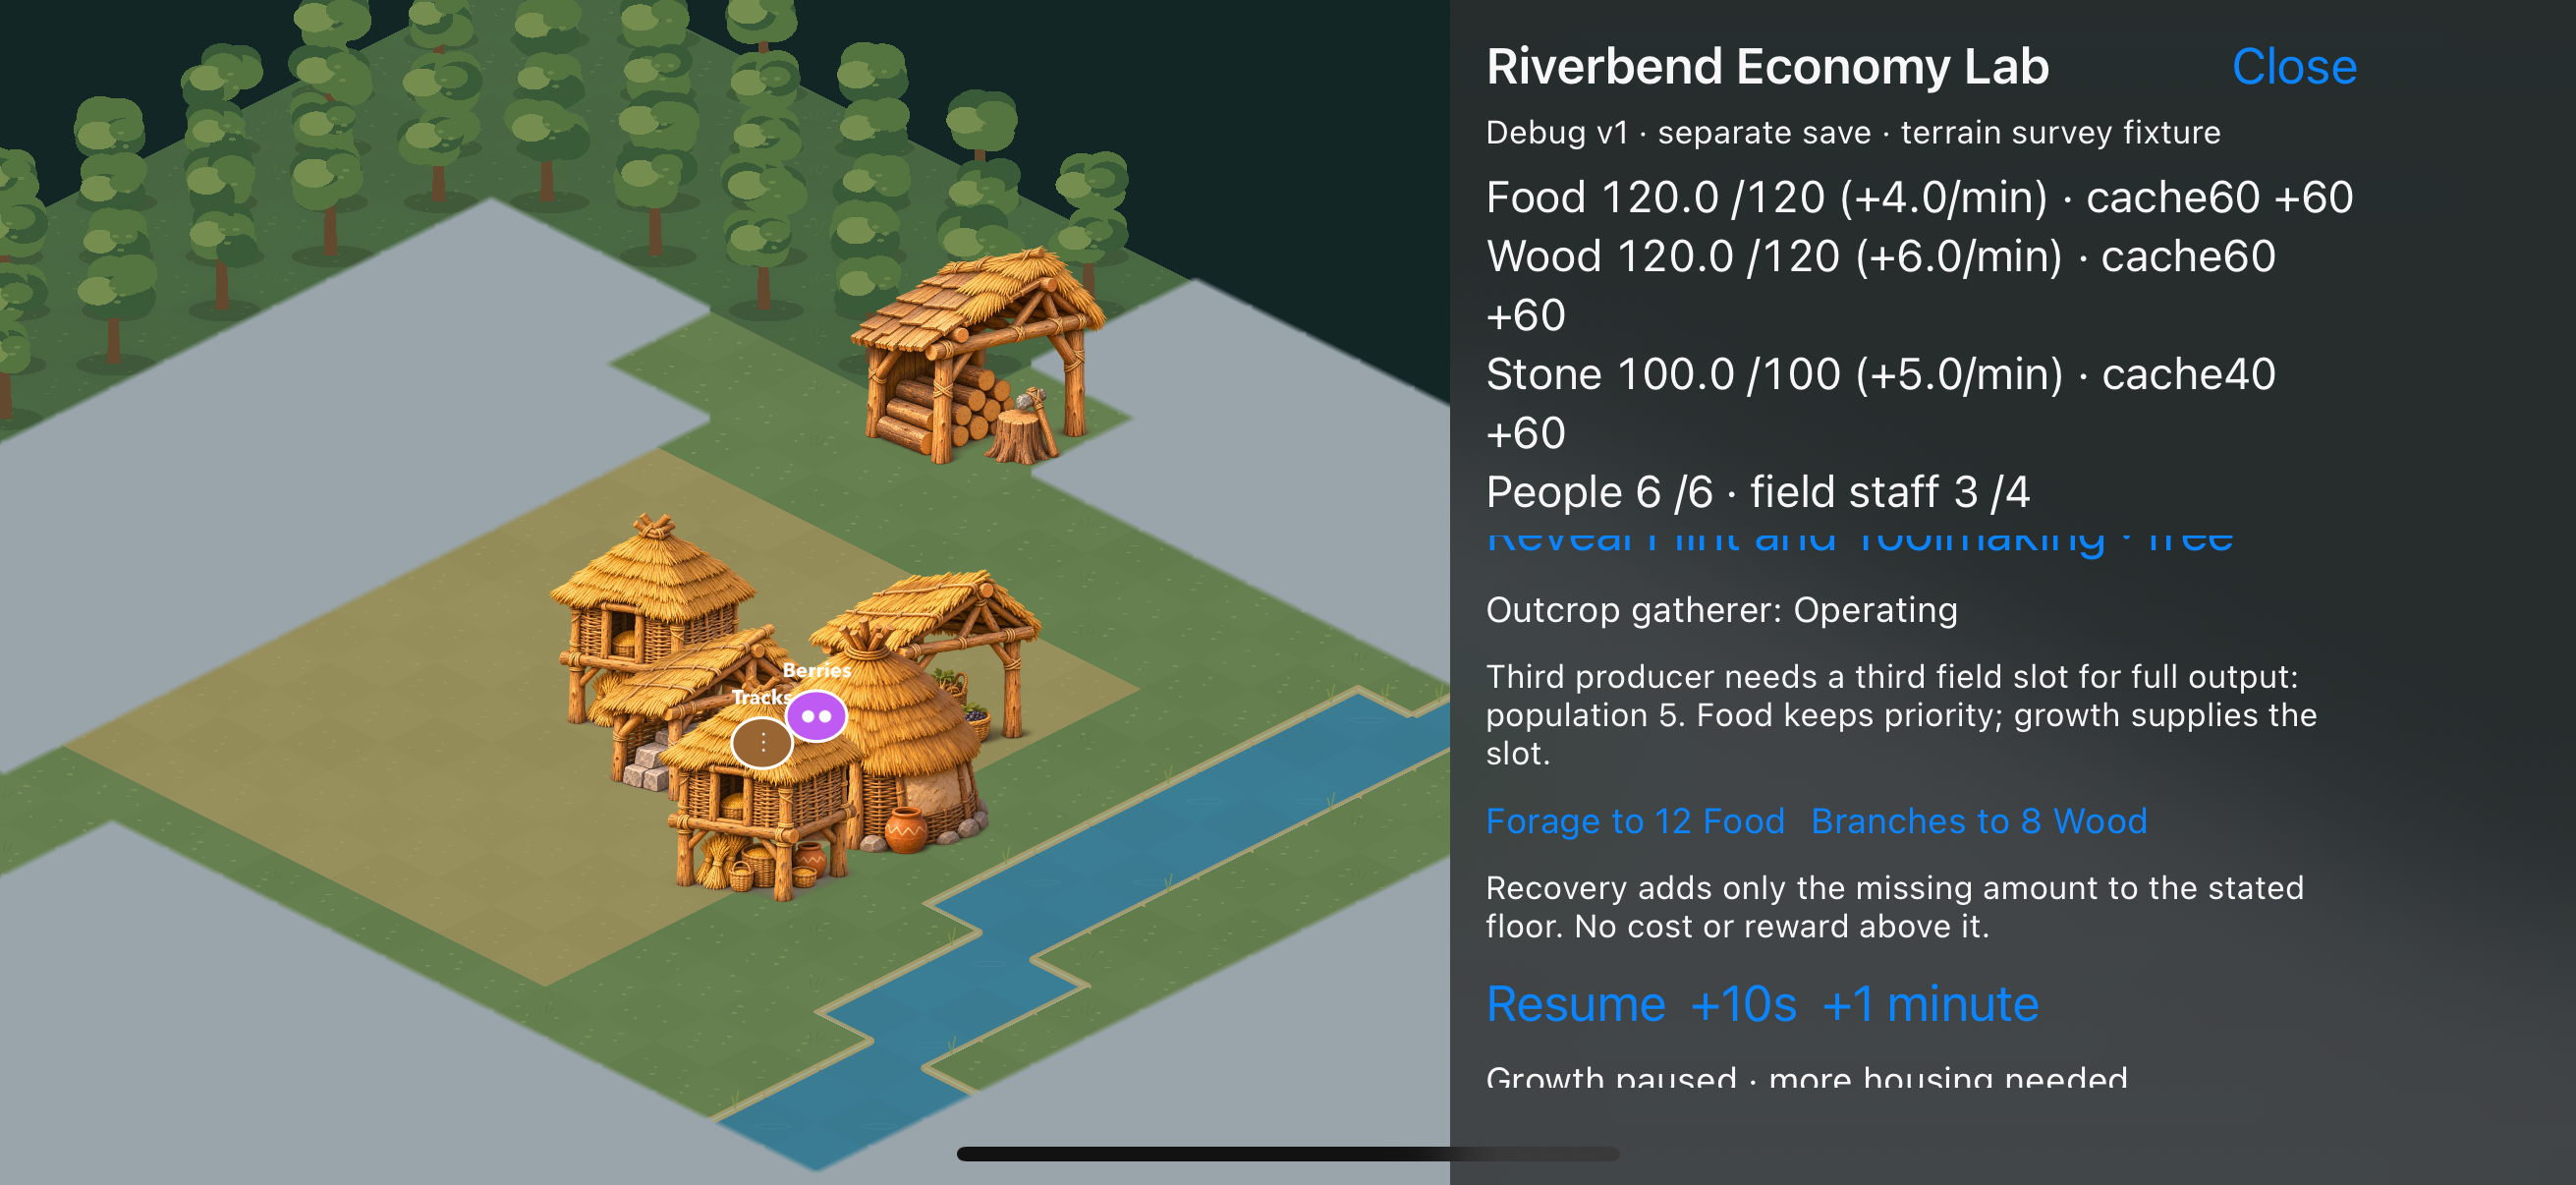 Riverbend Economy Lab
Close
Debug v1 · separate save · terrain survey fixture
Food 120.0 /120 (+4.0/min) · cache60 +60
Wood 120.0 /120 (+6.0/min) · cache60
+60
Stone 100.0 /100 (+5.0/min) · cache40
+60
People 6 /6 · field staff 3 /4
Reveal Flint and Toolmaking · free
Outcrop gatherer: Operating
Third producer needs a third field slot for full output:
population 5. Food keeps priority; growth supplies the
slot.
Forage to 12 Food Branches to 8 Wood
Recovery adds only the missing amount to the stated
floor. No cost or reward above it.
Resume +10s +1 minute
Growth paused · more housing needed
Berries
Tracks